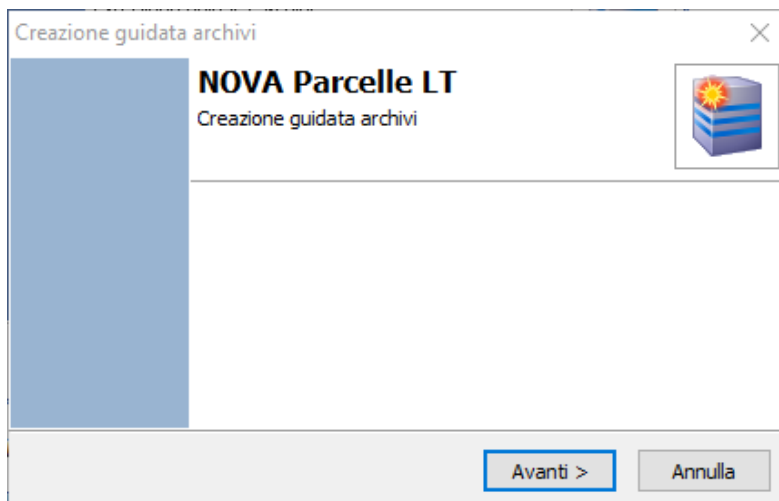 Creazione guidata archivi
NOVA Parcelle LT
Creazione guidata archivi
Avanti >
Annulla